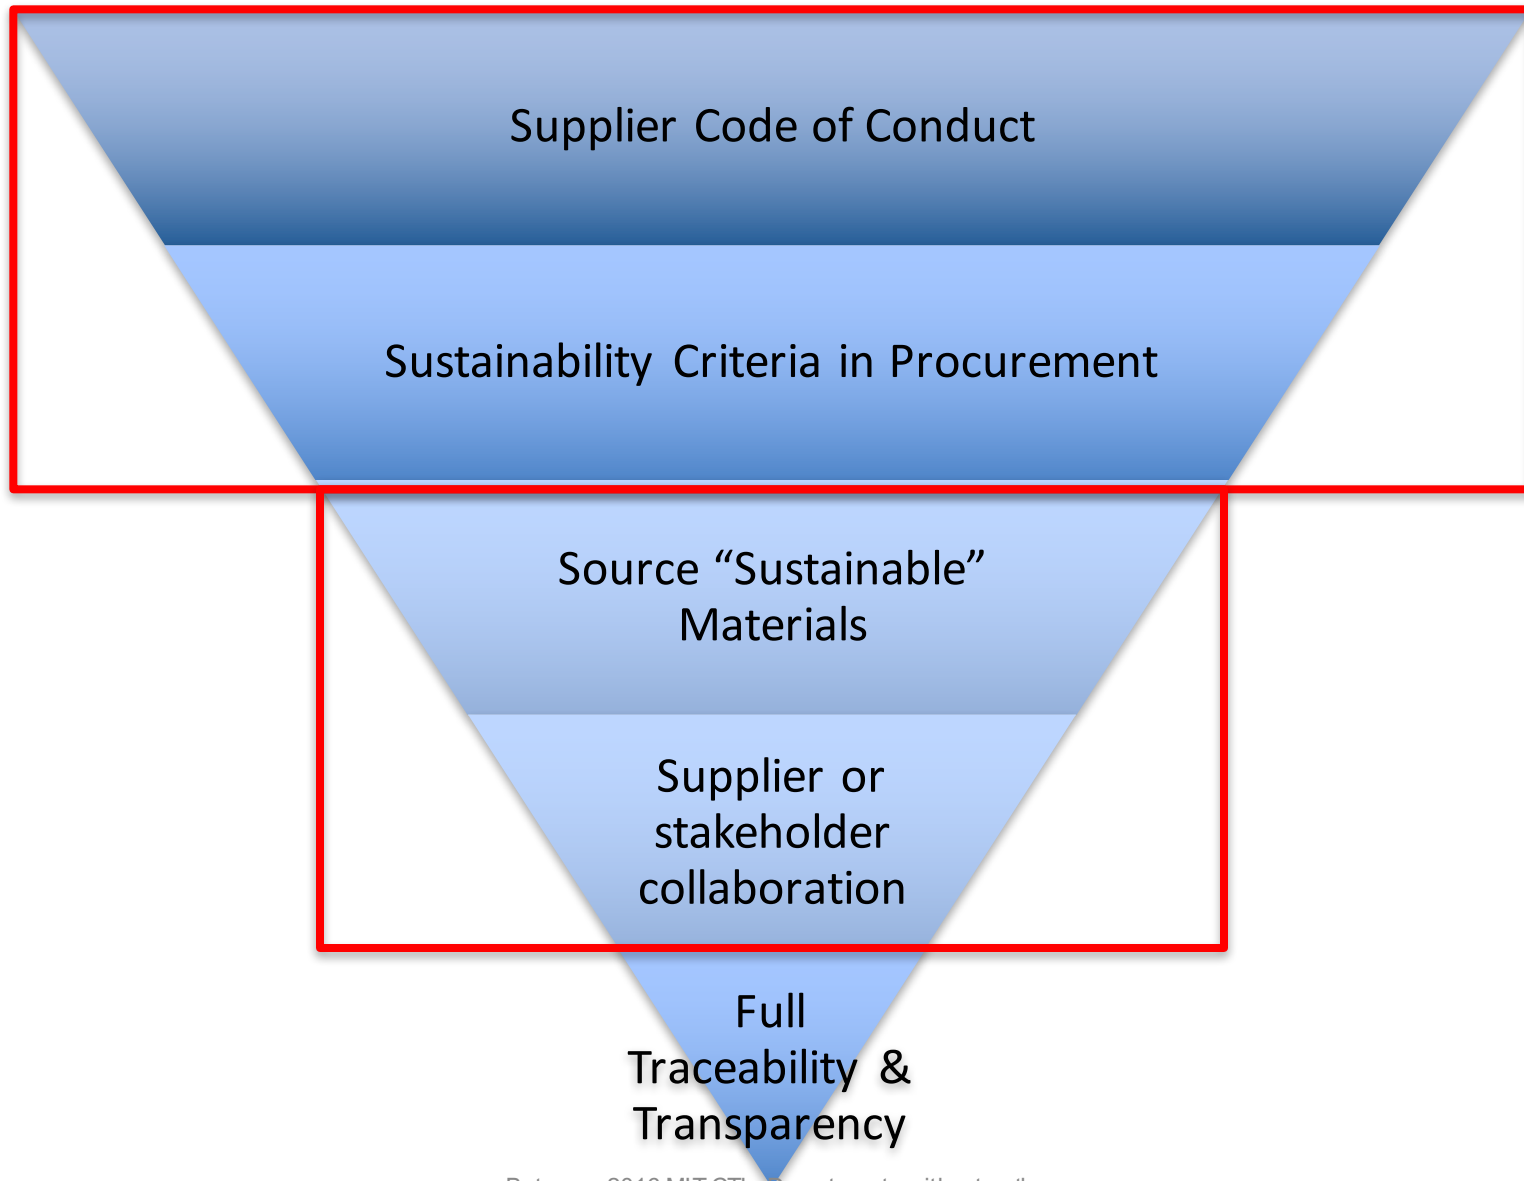 Supplier Code of Conduct
Sustainability Criteria in Procurement
Source “Sustainable”
Materials
Supplier or
stakeholder
collaboration
Full
Traceability &
Transparency